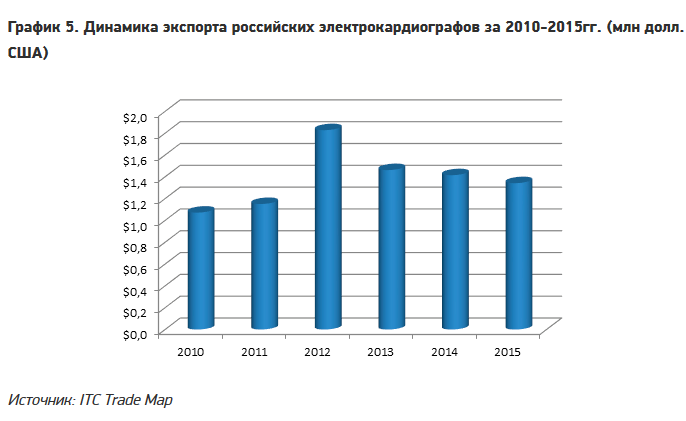 График 5. Динамика экспорта российских электрокардиографов за 2010-2015гг. (млн долл.
США)
$2,0
$1,8
$1,6
$1,4
$1,2
$1,0
$0,8
$0,6
$0,4
$0,2
$0,0
2010 2011 2012 2013 2014 2015
Источник: ITC Trade Map